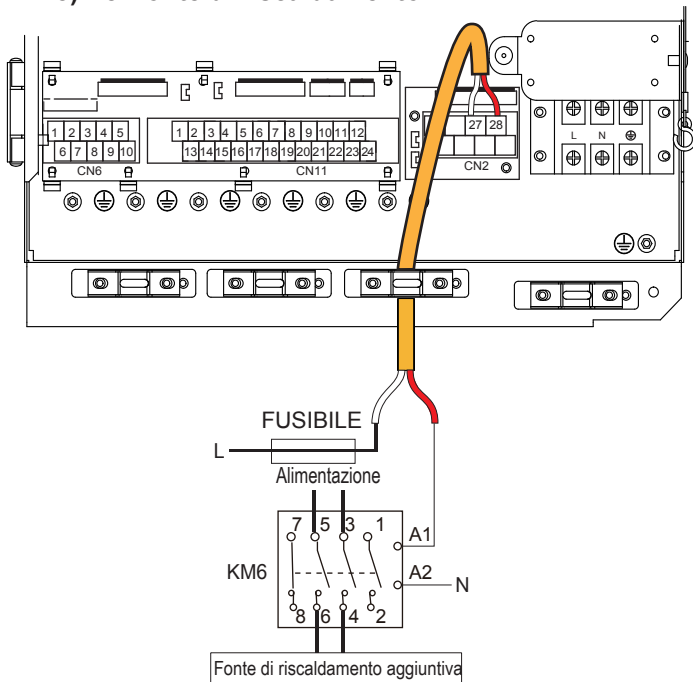 1 2 3 4 5
6 7 8 9 10
CN6
1 2 3 4 5 6 7 8 9 10 11 12
13 14 15 16 17 18 19 20 21 22 23 24
CN11
27 28
CN2
L N
FUSIBILE
L
Alimentazione
7 5 3 1
A1
KM6
A2
N
8 6 4 2
Fonte di riscaldamento aggiuntiva